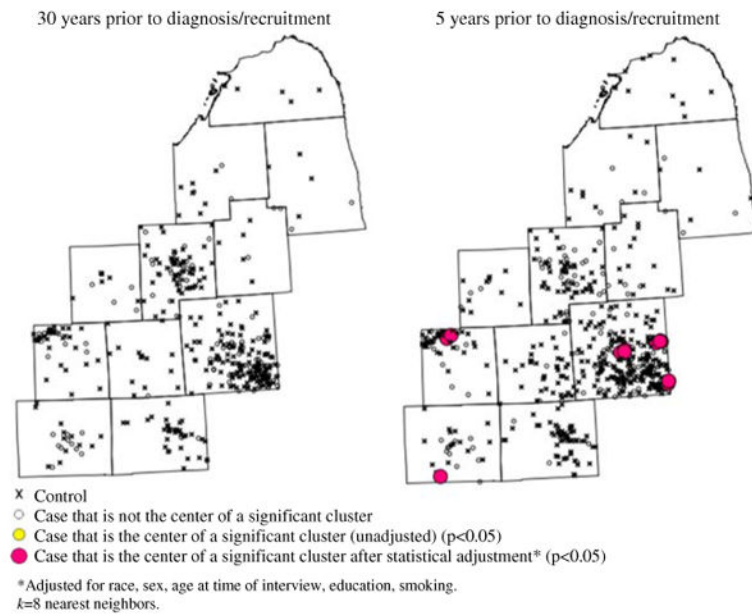 30 years prior to diagnosis/recruitment
5 years prior to diagnosis/recruitment
x Control
Case that is not the center of a significant cluster
Case that is the center of a significant cluster (unadjusted) (p<0.05)
Case that is the center of a significant cluster after statistical adjustment* (p<0.05)
*Adjusted for race, sex, age at time of interview, education, smoking.
k=8 nearest neighbors.